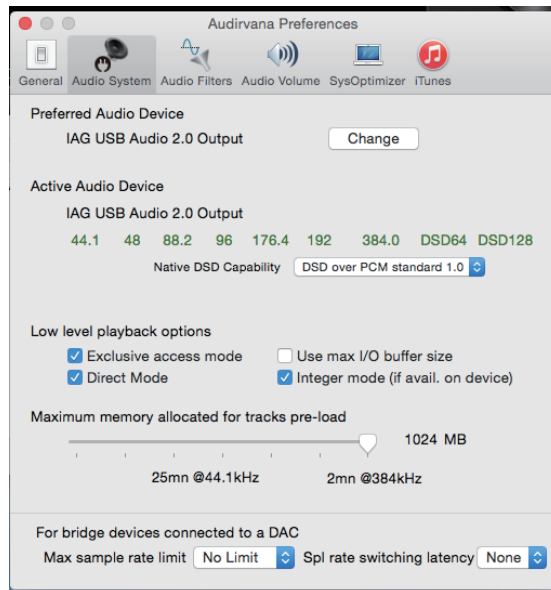 Audirvana Preferences
General Audio System Audio Filters Audio Volume SysOptimizer iTunes
Preferred Audio Device
IAG USB Audio 2.0 Output Change
Active Audio Device
IAG USB Audio 2.0 Output
44.1 48 88.2 96 176.4 192 384.0 DSD64 DSD128
Native DSD Capability DSD over PCM standard 1.0
Low level playback options
Exclusive access mode Use max I/O buffer size
Direct Mode Integer mode (if avail. on device)
Maximum memory allocated for tracks pre-load
1024 MB
25mn @44.1kHz 2mn @384kHz
For bridge devices connected to a DAC
Max sample rate limit No Limit Spl rate switching latency None